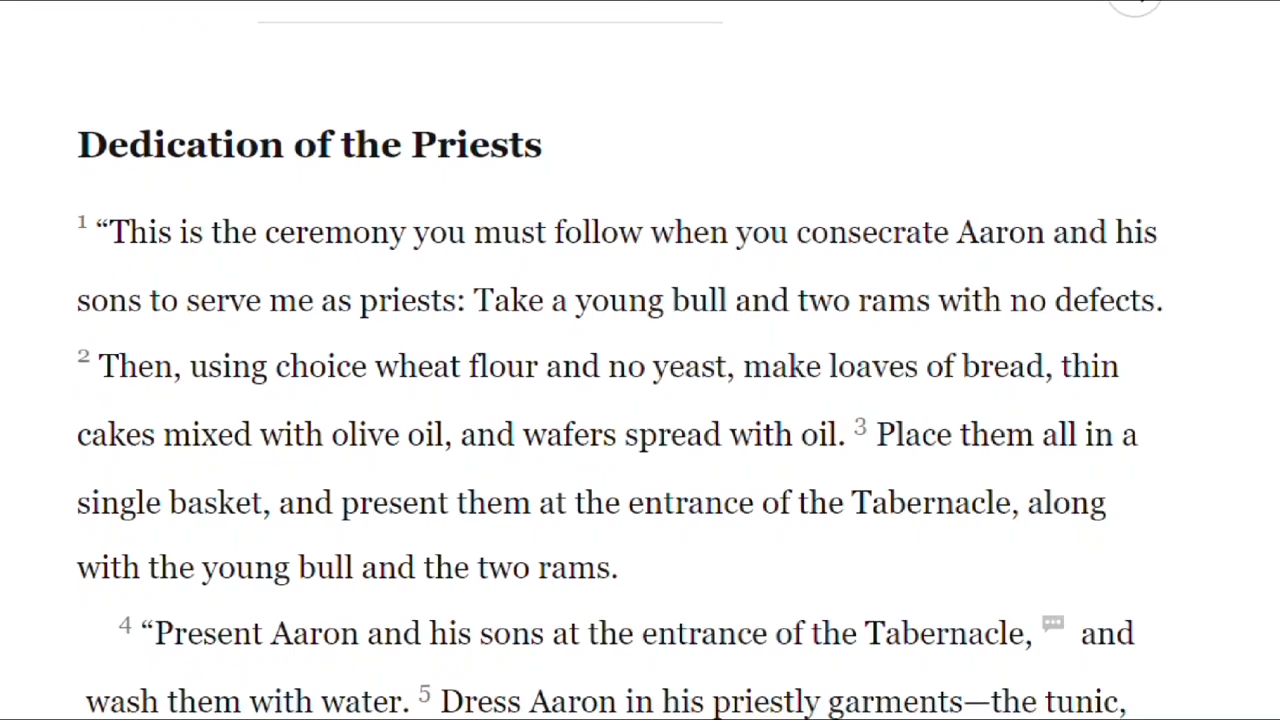 Dedication of the Priests
1 “This is the ceremony you must follow when you consecrate Aaron and his
sons to serve me as priests: Take a young bull and two rams with no defects.
2 Then, using choice wheat flour and no yeast, make loaves of bread, thin
cakes mixed with olive oil, and wafers spread with oil. 3 Place them all in a
single basket, and present them at the entrance of the Tabernacle, along
with the young bull and the two rams.
4 “Present Aaron and his sons at the entrance of the Tabernacle, and
wash them with water. 5 Dress Aaron in his priestly garments—the tunic,